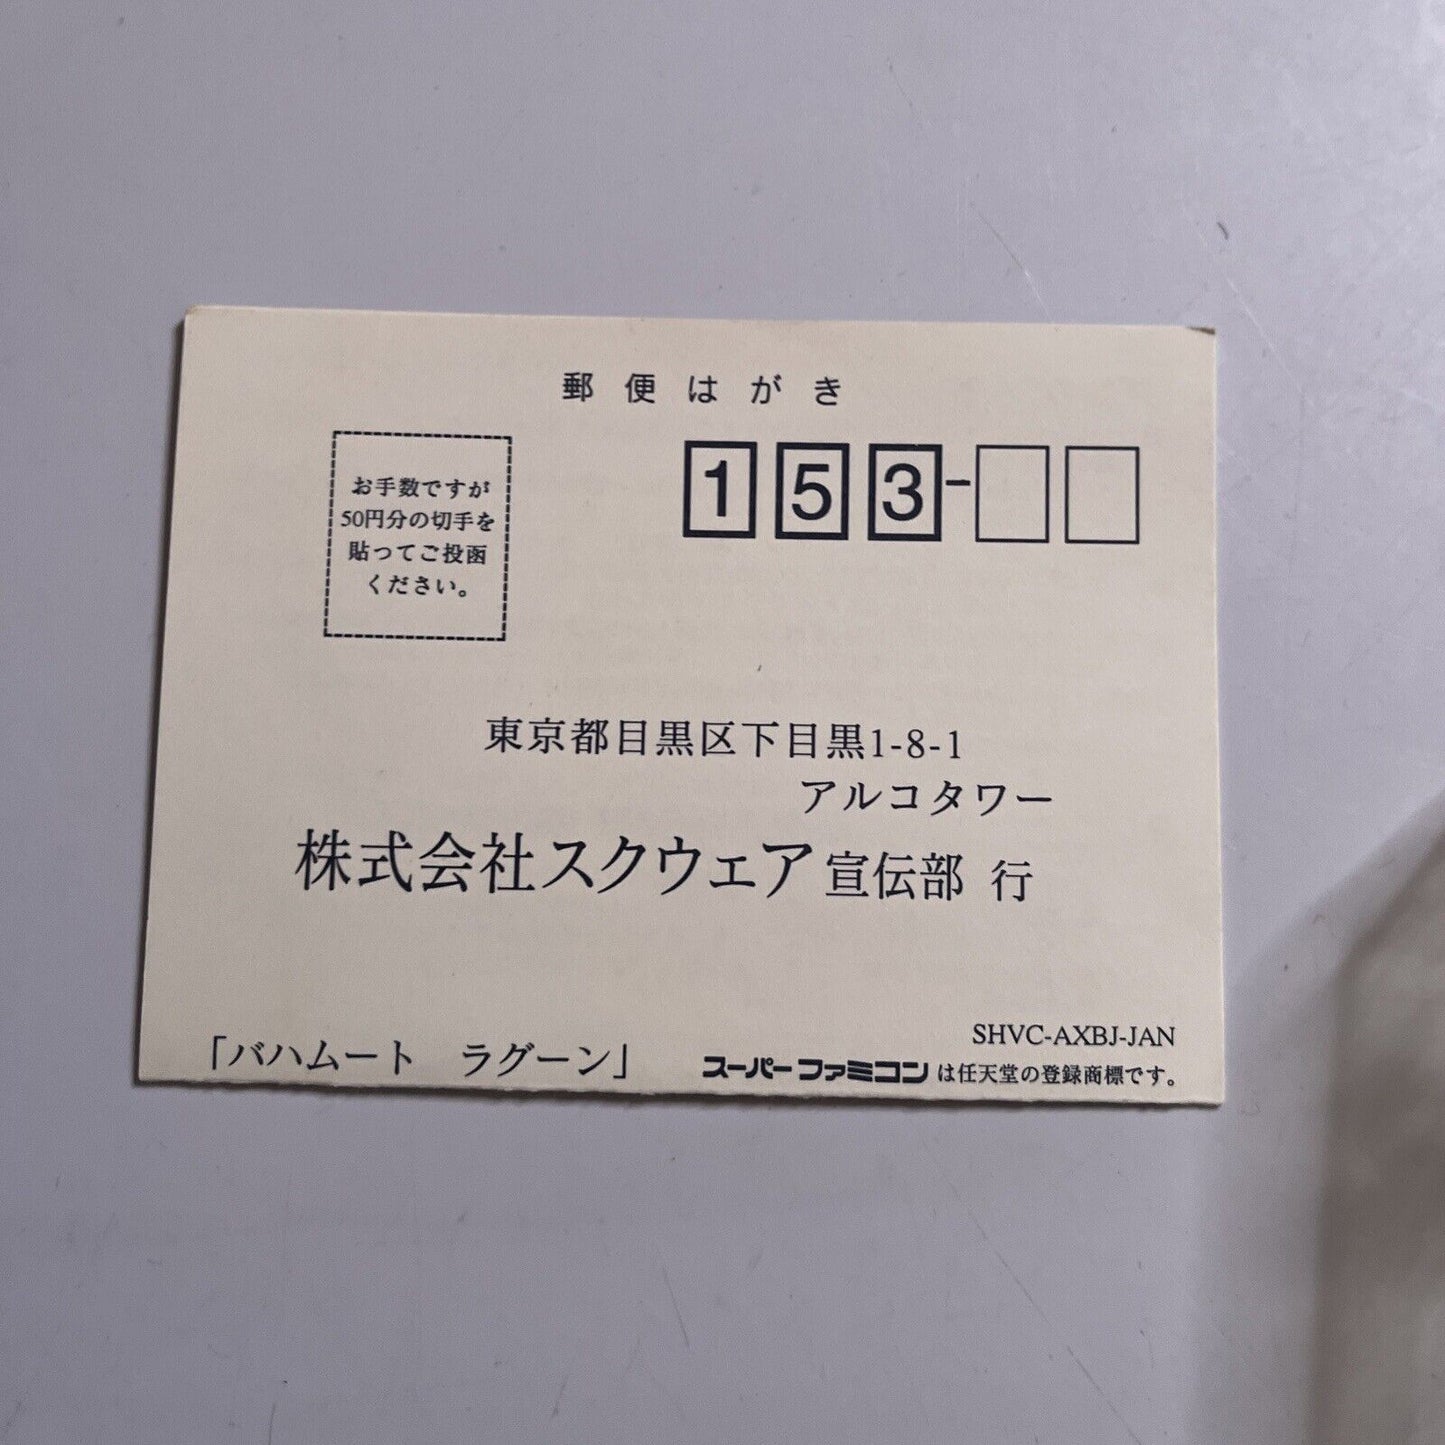 郵便はがき
お手数ですが
50円分の切手を
貼ってご投函
ください。
153-
東京都目黒区下目黒1-8-1
アルコタワー
株式会社スクウェア 宣伝部 行
SHVC-AXBJ-JAN
「バハムート ラグーン」
スーパーファミコンは任天堂の登録商標です。